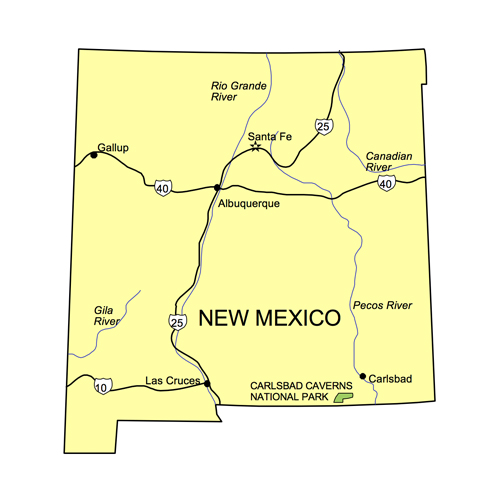 Rio Grande
River
25
Santa Fe
Gallup
Canadian
River
40
40
Albuquerque
Gila
River
Pecos River
25
NEW MEXICO
10
Las Cruces
Carlsbad
CARLSBAD CAVERNS
NATIONAL PARK